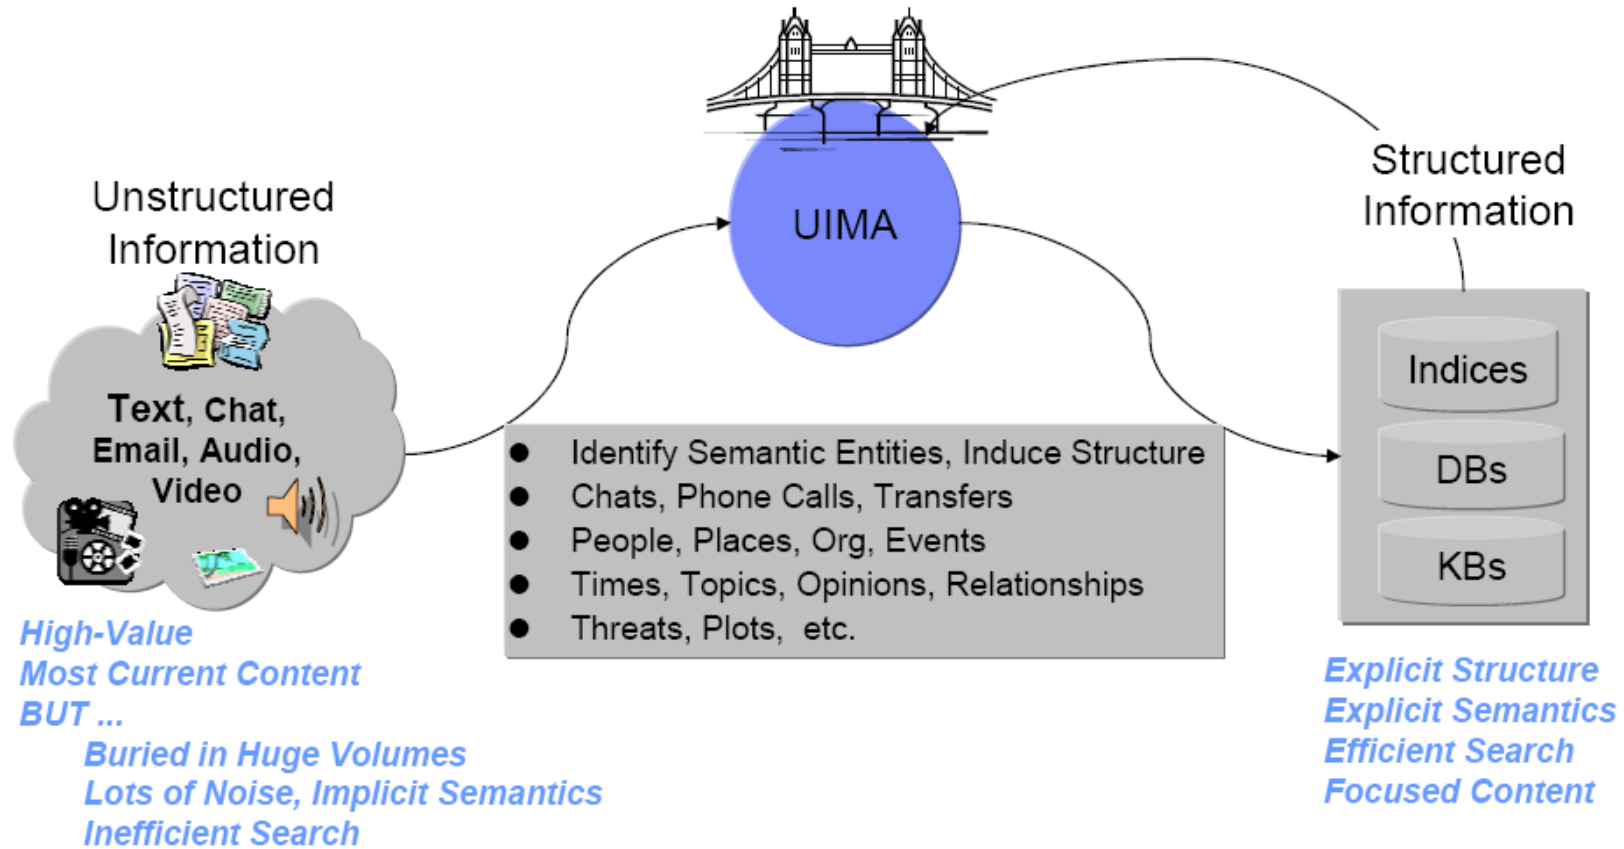 Unstructured
Information
Text, Chat,
Email, Audio,
Video
High-Value
Most Current Content
BUT ...
Buried in Huge Volumes
Lots of Noise, Implicit Semantics
Inefficient Search
UIMA
● Identify Semantic Entities, Induce Structure
● Chats, Phone Calls, Transfers
● People, Places, Org, Events
● Times, Topics, Opinions, Relationships
● Threats, Plots, etc.
Structured
Information
Indices
DBs
KBs
Explicit Structure
Explicit Semantics
Efficient Search
Focused Content